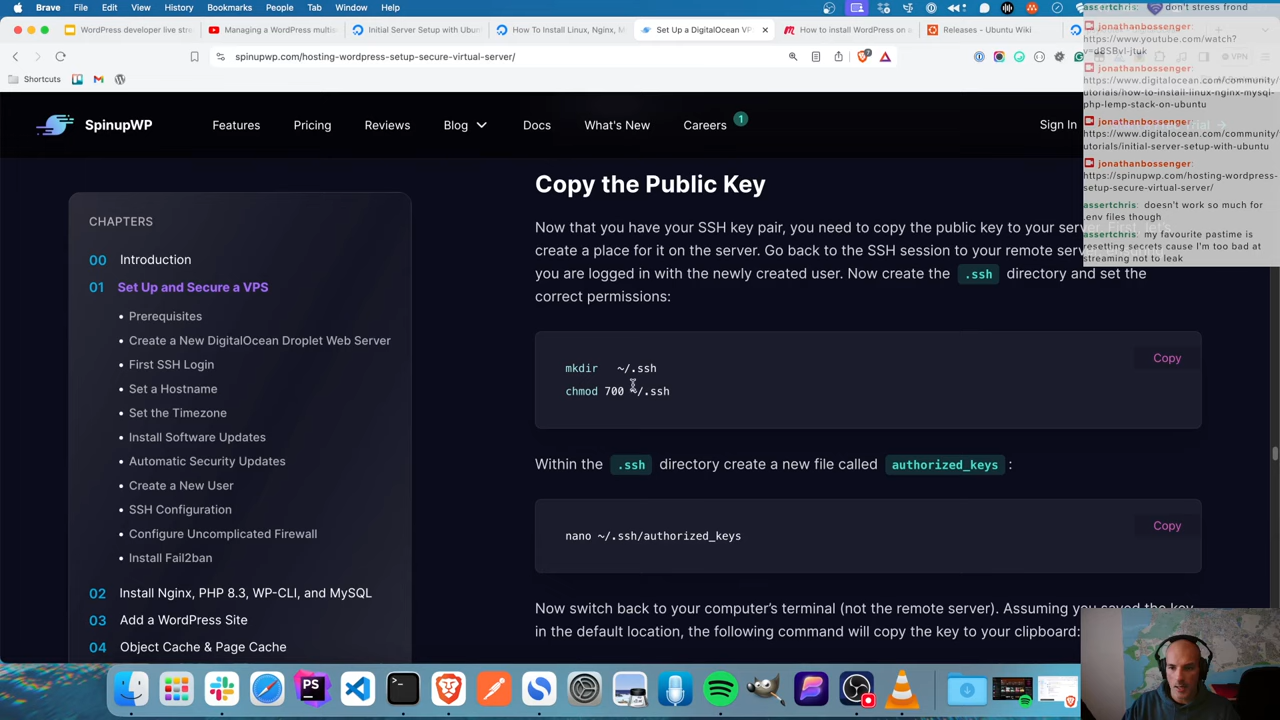 Brave File Edit View History Bookmarks People Tab Window Help
WordPress developer live stre
Managing a WordPress multis
Initial Server Setup with Ubun
How To Install Linux, Nginx, M
Set Up a DigitalOcean VP
How to install WordPress on a
Releases - Ubuntu Wiki
spinupwp.com/hosting-wordpress-setup-secure-virtual-server/
VPN
Shortcuts
assertchris: don't stress frond
jonathanbossenger:
https://www.youtube.com/watch?
jonathanbossenger:
https://www.digitalocean.com/community/
tutorials/how-to-install-linux-nginx-mysql-
php-lemp-stack-on-ubuntu
jonathanbossenger:
https://www.digitalocean.com/community/
utorials/initial-server-setup-with-ubuntu
jonathanbossenger:
https://spinupwp.com/hosting-wordpress-
setup-secure-virtual-server/
assertchris: doesn't work so much for
.env files though
assertchris: my favourite pastime is
resetting secrets cause I'm too bad at
streaming not to leak
SpinupWP
Features
Pricing
Reviews
Blog
Docs
What's New
Careers
1
Sign In
CHAPTERS
00 Introduction
01 Set Up and Secure a VPS
• Prerequisites
• Create a New DigitalOcean Droplet Web Server
• First SSH Login
• Set a Hostname
• Set the Timezone
• Install Software Updates
• Automatic Security Updates
• Create a New User
• SSH Configuration
• Configure Uncomplicated Firewall
• Install Fail2ban
02 Install Nginx, PHP 8.3, WP-CLI, and MySQL
03 Add a WordPress Site
04 Object Cache & Page Cache
Copy the Public Key
Now that you have your SSH key pair, you need to copy the public key to your server. First, let's
create a place for it on the server. Go back to the SSH session to your remote
you are logged in with the newly created user. Now create the .ssh directory and set the
correct permissions:
Copy
mkdir ~/.ssh
chmod 700 ~/.ssh
Within the .ssh directory create a new file called authorized_keys :
Copy
nano ~/.ssh/authorized_keys
Now switch back to your computer's terminal (not the remote server). Assuming you saved the key
in the default location, the following command will copy the key to your clipboard:
PS